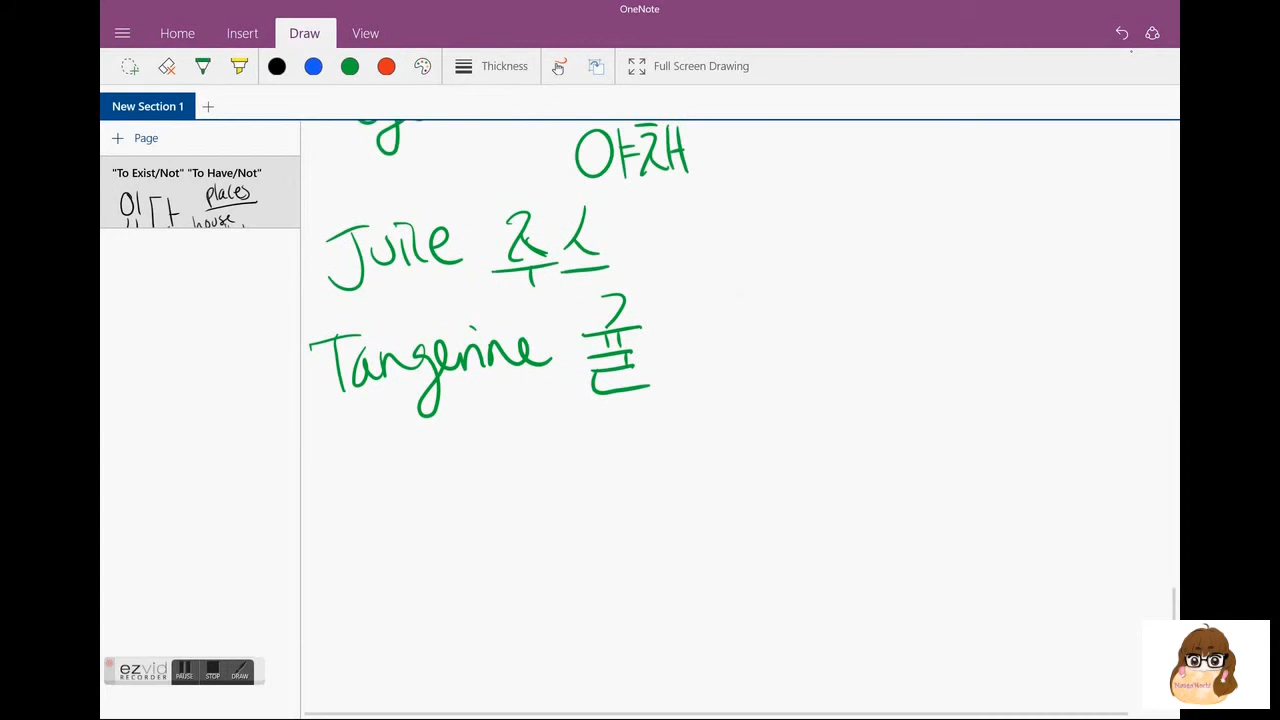 OneNote
Home Insert Draw View
Thickness Full Screen Drawing
New Section 1
Page
"To Exist/Not" "To Have/Not"
places
house
야채
Juice 주스
Tangerine 귤
ezvid
RECORDER
PAUSE STOP DRAW